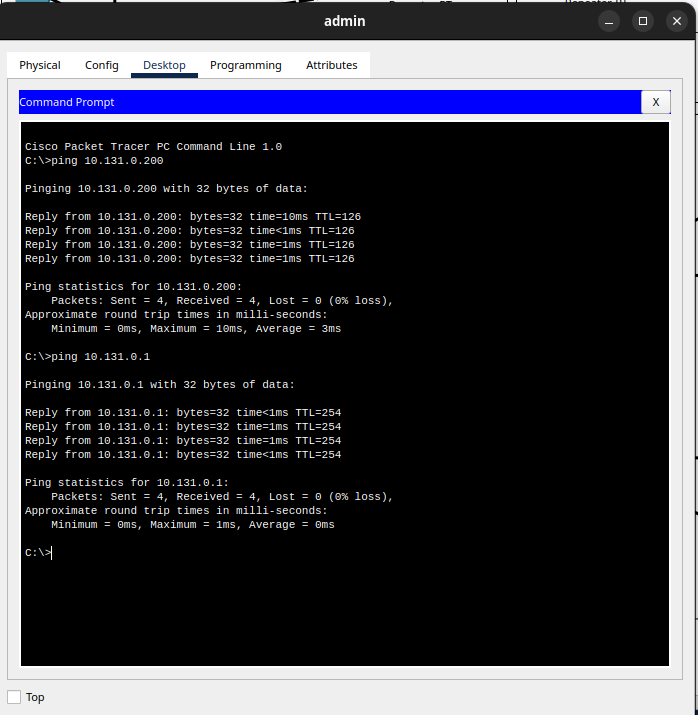 admin
Physical Config Desktop Programming Attributes
Command Prompt X
Cisco Packet Tracer PC Command Line 1.0
C:\>ping 10.131.0.200
Pinging 10.131.0.200 with 32 bytes of data:
Reply from 10.131.0.200: bytes=32 time=10ms TTL=126
Reply from 10.131.0.200: bytes=32 time<1ms TTL=126
Reply from 10.131.0.200: bytes=32 time=1ms TTL=126
Reply from 10.131.0.200: bytes=32 time=1ms TTL=126
Ping statistics for 10.131.0.200:
    Packets: Sent = 4, Received = 4, Lost = 0 (0% loss),
Approximate round trip times in milli-seconds:
    Minimum = 0ms, Maximum = 10ms, Average = 3ms
C:\>ping 10.131.0.1
Pinging 10.131.0.1 with 32 bytes of data:
Reply from 10.131.0.1: bytes=32 time<1ms TTL=254
Reply from 10.131.0.1: bytes=32 time=1ms TTL=254
Reply from 10.131.0.1: bytes=32 time=1ms TTL=254
Reply from 10.131.0.1: bytes=32 time<1ms TTL=254
Ping statistics for 10.131.0.1:
    Packets: Sent = 4, Received = 4, Lost = 0 (0% loss),
Approximate round trip times in milli-seconds:
    Minimum = 0ms, Maximum = 1ms, Average = 0ms
C:\>
Top